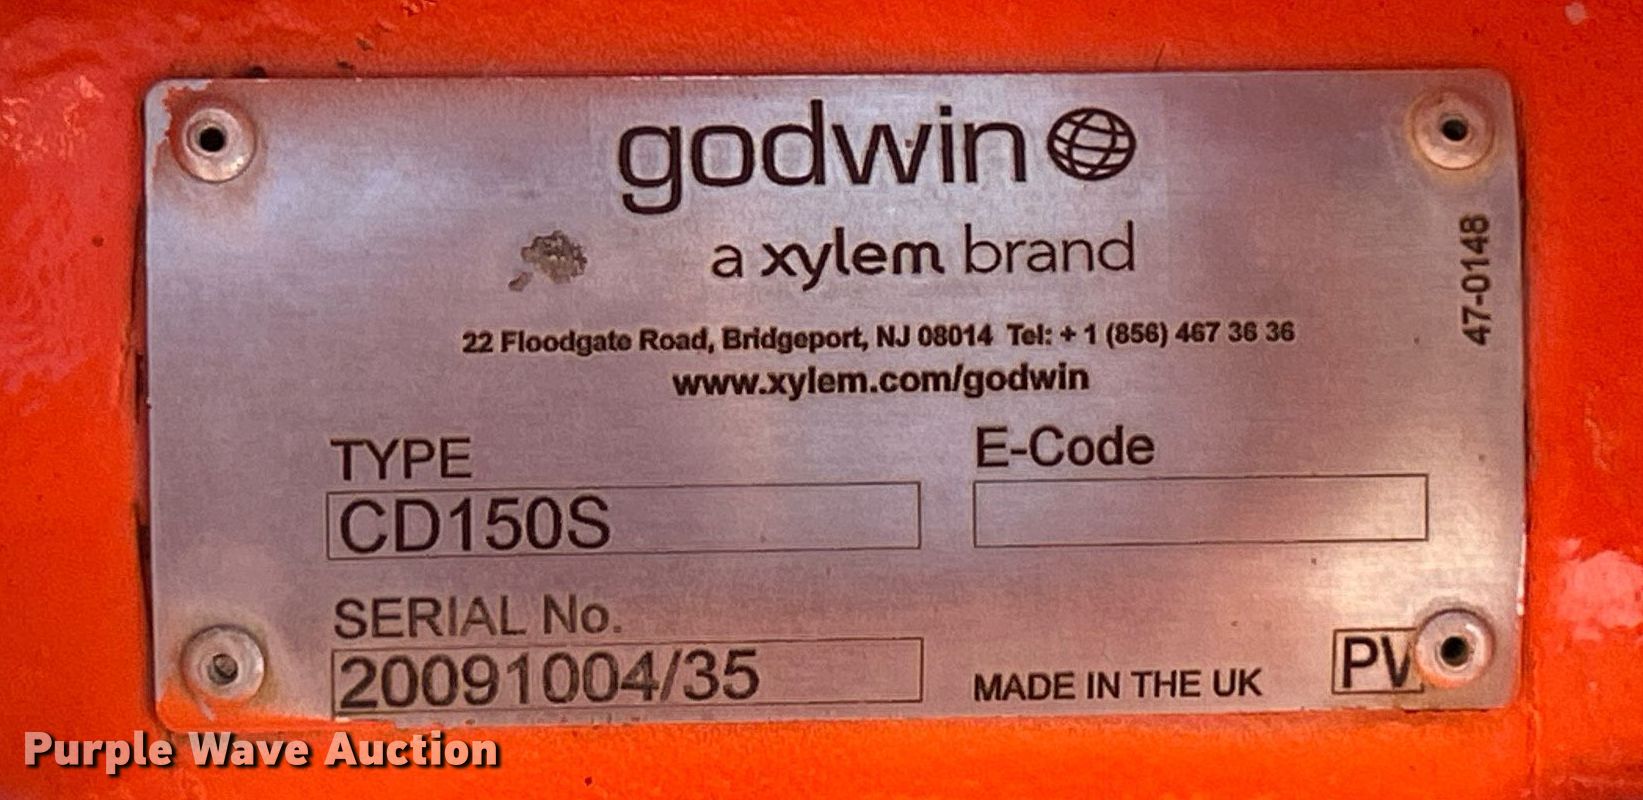 godwin
a xylem brand
22 Floodgate Road, Bridgeport, NJ 08014 Tel: + 1 (856) 467 36 36
www.xylem.com/godwin
47-0148
TYPE
CD150S
E-Code
SERIAL No.
20091004/35
MADE IN THE UK
PV
Purple Wave Auction